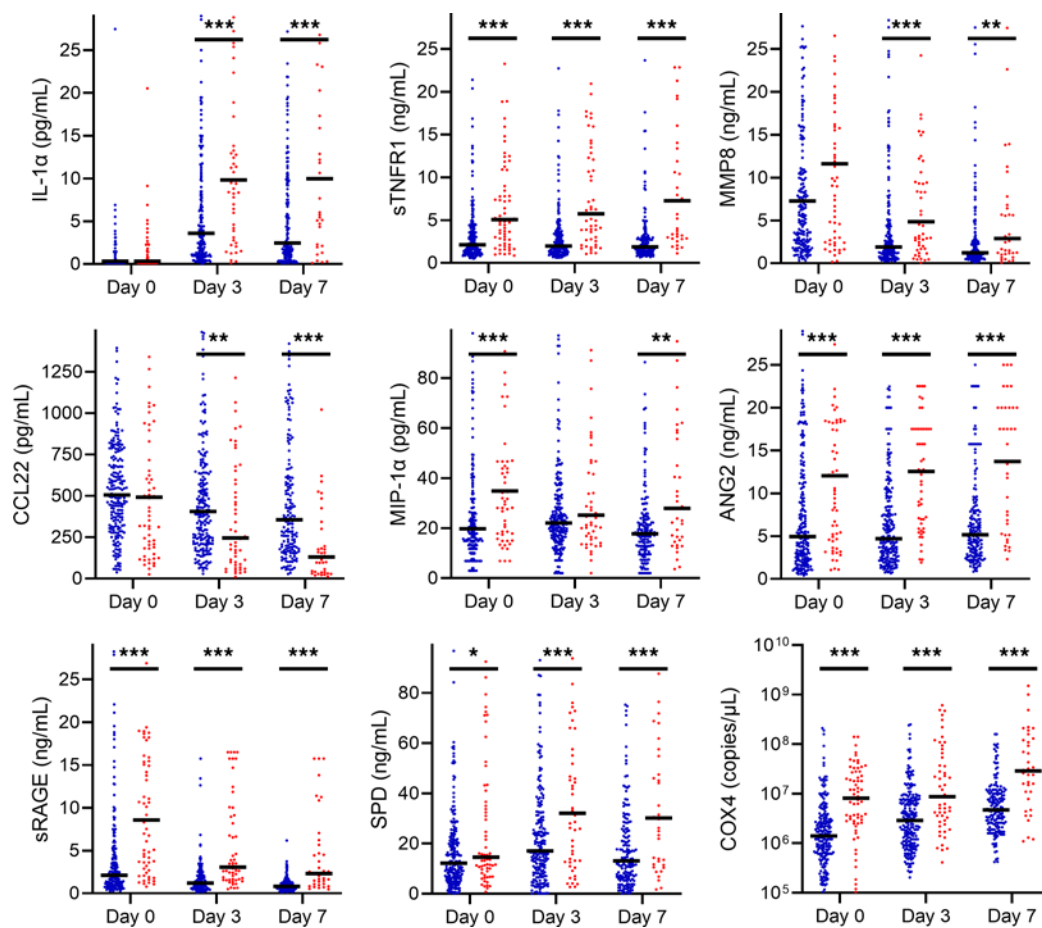 IL-1α (pg/mL)
25
20
15
10
5
0
*** ***
Day 0 Day 3 Day 7
sTNFR1 (ng/mL)
25
20
15
10
5
0
*** *** ***
Day 0 Day 3 Day 7
MMP8 (ng/mL)
25
20
15
10
5
0
*** **
Day 0 Day 3 Day 7
CCL22 (pg/mL)
1250
1000
750
500
250
0
** ***
Day 0 Day 3 Day 7
MIP-1α (pg/mL)
80
60
40
20
0
*** **
Day 0 Day 3 Day 7
ANG2 (ng/mL)
25
20
15
10
5
0
*** *** ***
Day 0 Day 3 Day 7
sRAGE (ng/mL)
25
20
15
10
5
0
*** *** ***
Day 0 Day 3 Day 7
SPD (ng/mL)
80
60
40
20
0
* *** ***
Day 0 Day 3 Day 7
COX4 (copies/µL)
10¹⁰
10⁹
10⁸
10⁷
10⁶
10⁵
*** *** ***
Day 0 Day 3 Day 7